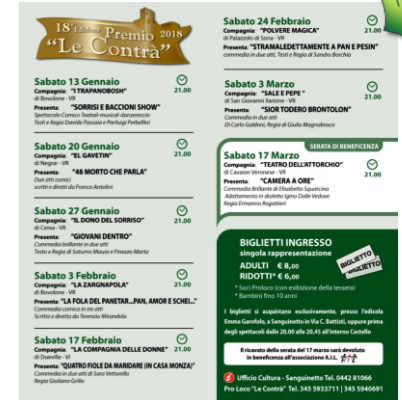 18ª Edizione Premio 2018
"Le Contrà"
Sabato 13 Gennaio
Compagnia: "I TRAPANOBOSH" 21.00
di Bovolone - VR
Presenta: "SORRISI E BACCIONI SHOW"
Spettacolo Comico Teatral-musical-danzereccio
Testi e Regia Davide Passaia e Pierluigi Perbellini
Sabato 20 Gennaio
Compagnia: "EL GAVETIN" 21.00
di Negrar - VR
Presenta: "48 MORTO CHE PARLA"
Due atti comici
scritti e diretti da Franco Antolini
Sabato 27 Gennaio
Compagnia: "IL DONO DEL SORRISO" 21.00
di Cerea - VR
Presenta: "GIOVANI DENTRO"
Commedia brillante in due atti
Testo e Regia di Saturno Mauro e Finezzo Marta
Sabato 3 Febbraio
Compagnia: "LA ZARGNAPOLA" 21.00
di Bovolone - VR
Presenta: "LA FOLA DEL PANETAR...PAN, AMOR E SCHEI..."
Commedia comica in tre atti
Scritta e diretta da Terenzio Mirandola
Sabato 17 Febbraio
Compagnia: "LA COMPAGNIA DELLE DONNE" 21.00
di Dueville - VI
Presenta: "QUATTRO FIOLE DA MARIDARE (IN CASA MONZA)"
Commedia in due atti di Sara Vettorello
Regia Giuliano Grillo
Sabato 24 Febbraio
Compagnia: "POLVERE MAGICA" 21.00
di Palazzolo di Sona - VR
Presenta: "STRAMALEDETTAMENTE A PAN E PESIN"
commedia in due atti, Testi e Regia di Sandro Borchia
Sabato 3 Marzo
Compagnia: "SALE E PEPE" 21.00
di San Giovanni Ilarione - VR
Presenta: "SIOR TODERO BRONTOLON"
Commedia in due atti
Di Carlo Goldoni, Regia di Giulio Magnabosco
SERATA DI BENEFICENZA
Sabato 17 Marzo
Compagnia: "TEATRO DELL'ATTORCHIO" 21.00
di Cavaion Veronese - VR
Presenta: "CAMERA A ORE"
Commedia Brillante di Elisabetta Squarcina
Adattamento in dialetto Igino Dalle Vedove
Regia Ermanno Regattieri
BIGLIETTI INGRESSO
singola rappresentazione
ADULTI € 8,00
RIDOTTI* € 6,00
BIGLIETTO
BIGLIETTO
* Soci Proloco (con esibizione della tessera)
* Bambini fino 10 anni
I biglietti si acquistano esclusivamente, presso l'edicola
Emma Garofolo, a Sanguinetto in Via C. Battisti, oppure prima
degli spettacoli dalle 20,00 alle 20,45 all'interno Castello
Il ricavato della serata del 17 marzo sarà devoluto
in beneficenza all'associazione A.I.L.
Ufficio Cultura - Sanguinetto Tel. 0442.81066
Pro Loco "Le Contrà" Tel. 345 5933711 | 345 5940691